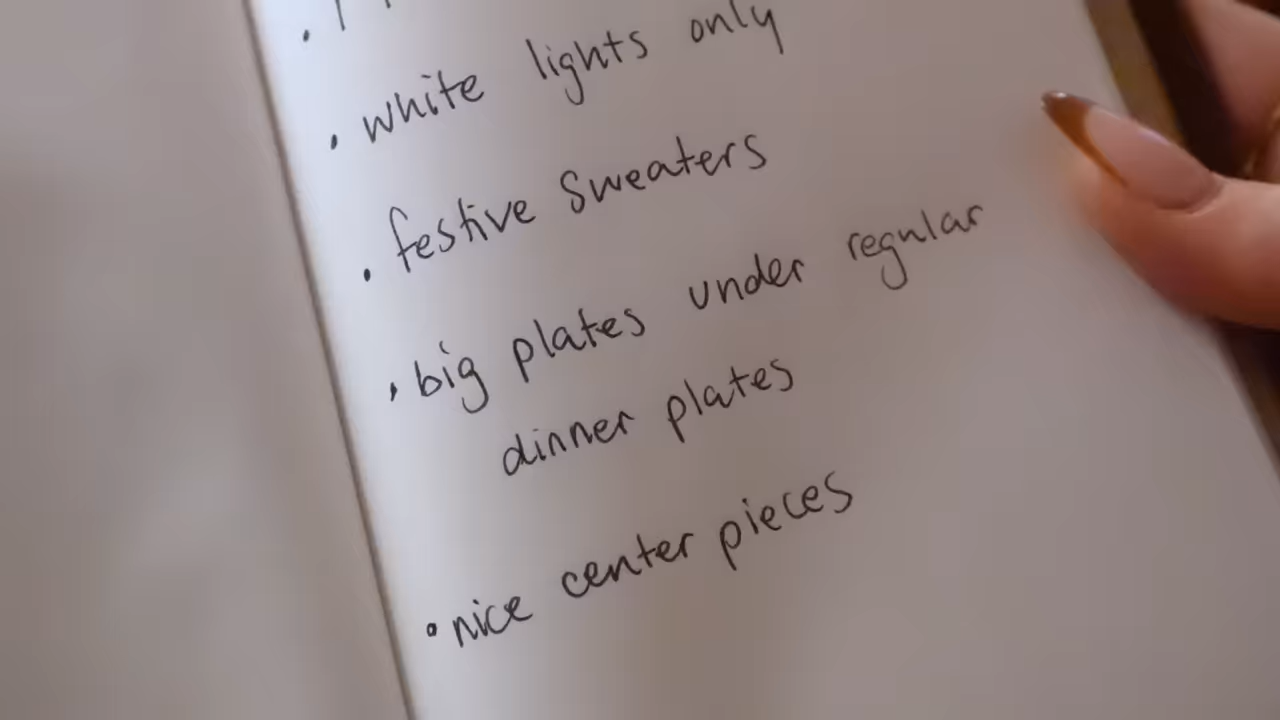 • white lights only
• festive Sweaters
• big plates under regular
dinner plates
• nice center pieces